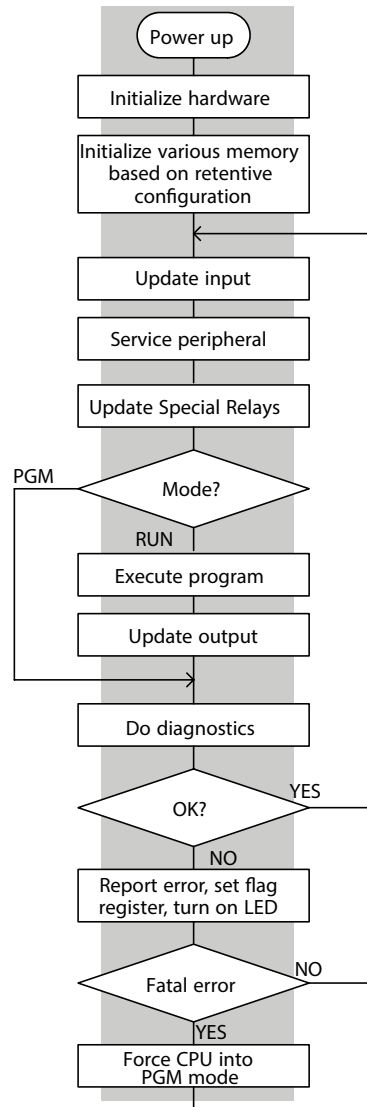 Power up
Initialize hardware
Initialize various memory
based on retentive
configuration
Update input
Service peripheral
Update Special Relays
PGM
Mode?
RUN
Execute program
Update output
Do diagnostics
YES
OK?
NO
Report error, set flag
register, turn on LED
NO
Fatal error
YES
Force CPU into
PGM mode